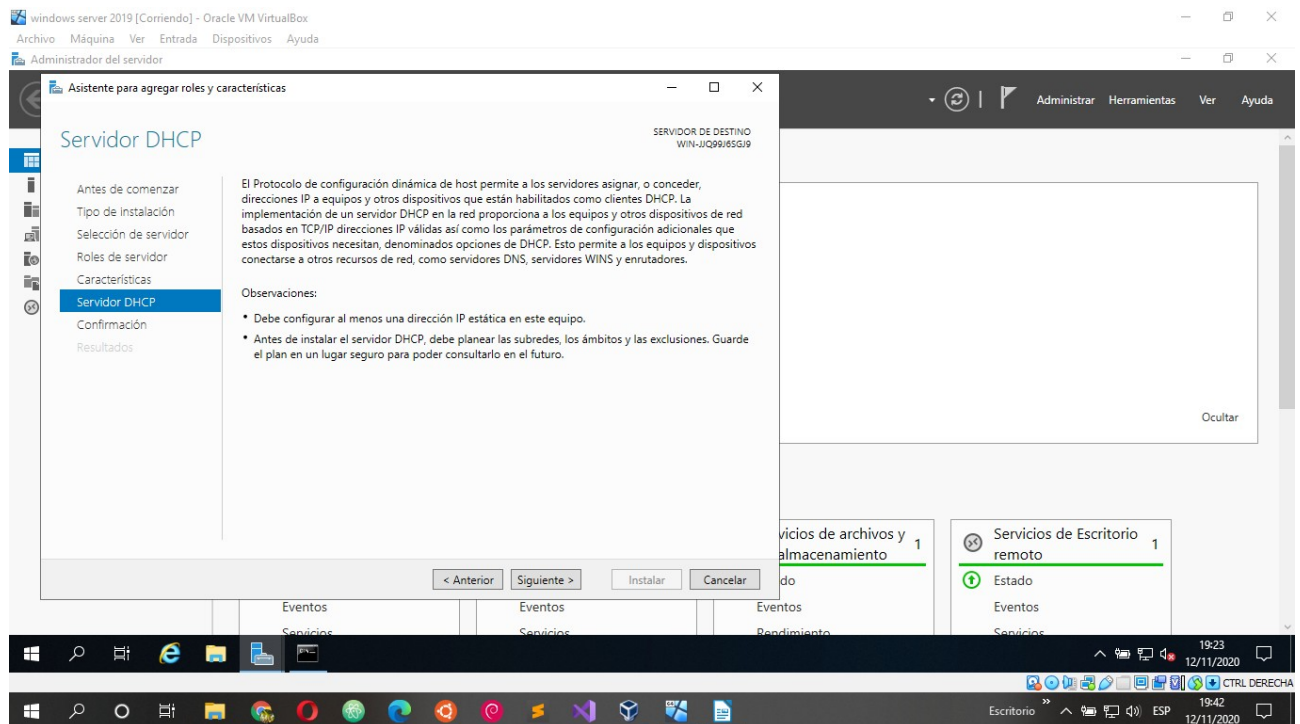 windows server 2019 [Corriendo] - Oracle VM VirtualBox
Archivo Máquina Ver Entrada Dispositivos Ayuda
Administrador del servidor
Asistente para agregar roles y características
Administrar Herramientas Ver Ayuda
Servidor DHCP
SERVIDOR DE DESTINO
WIN-JJQ99J6SGJ9
Antes de comenzar
Tipo de instalación
Selección de servidor
Roles de servidor
Características
Servidor DHCP
Confirmación
Resultados
El Protocolo de configuración dinámica de host permite a los servidores asignar, o conceder,
direcciones IP a equipos y otros dispositivos que están habilitados como clientes DHCP. La
implementación de un servidor DHCP en la red proporciona a los equipos y otros dispositivos de red
basados en TCP/IP direcciones IP válidas así como los parámetros de configuración adicionales que
estos dispositivos necesitan, denominados opciones de DHCP. Esto permite a los equipos y dispositivos
conectarse a otros recursos de red, como servidores DNS, servidores WINS y enrutadores.
Observaciones:
• Debe configurar al menos una dirección IP estática en este equipo.
• Antes de instalar el servidor DHCP, debe planear las subredes, los ámbitos y las exclusiones. Guarde
el plan en un lugar seguro para poder consultarlo en el futuro.
Ocultar
< Anterior Siguiente > Instalar Cancelar
vicios de archivos y
almacenamiento 1
do
Eventos
Rendimiento
Servicios de Escritorio
remoto 1
Estado
Eventos
Servicios
Eventos
Servicios
Eventos
Servicios
19:23
12/11/2020
CTRL DERECHA
Escritorio
ESP
19:42
12/11/2020